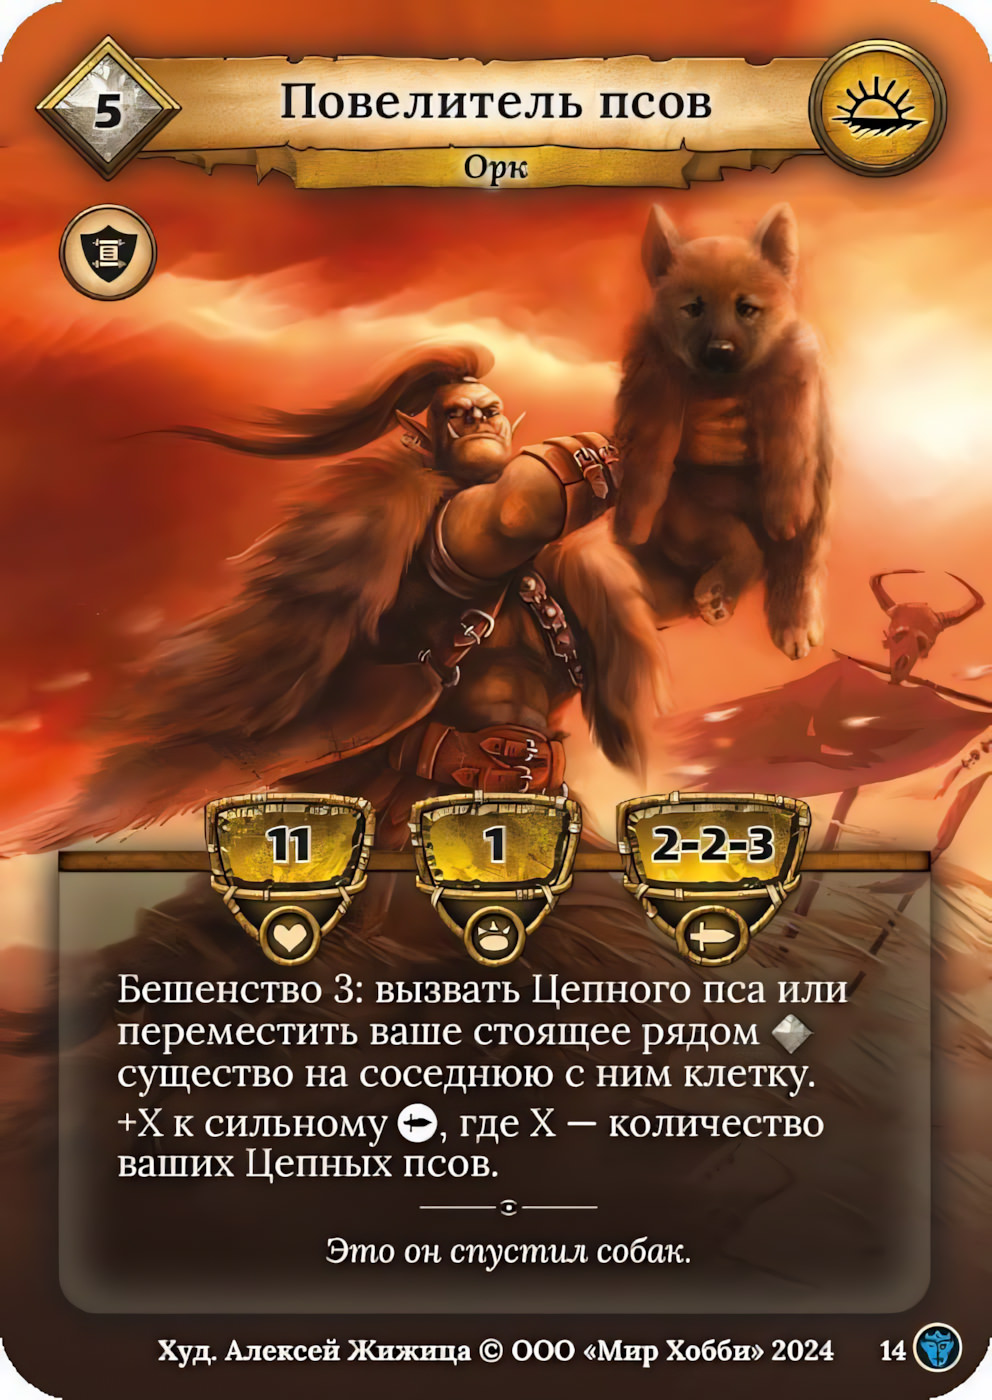 5
Повелитель псов
Орк
11
1
2-2-3
Бешенство 3: вызвать Цепного пса или
переместить ваше стоящее рядом
существо на соседнюю с ним клетку.
+X к сильному , где X — количество
ваших Цепных псов.
Это он спустил собак.
Худ. Алексей Жижица © ООО «Мир Хобби» 2024
14